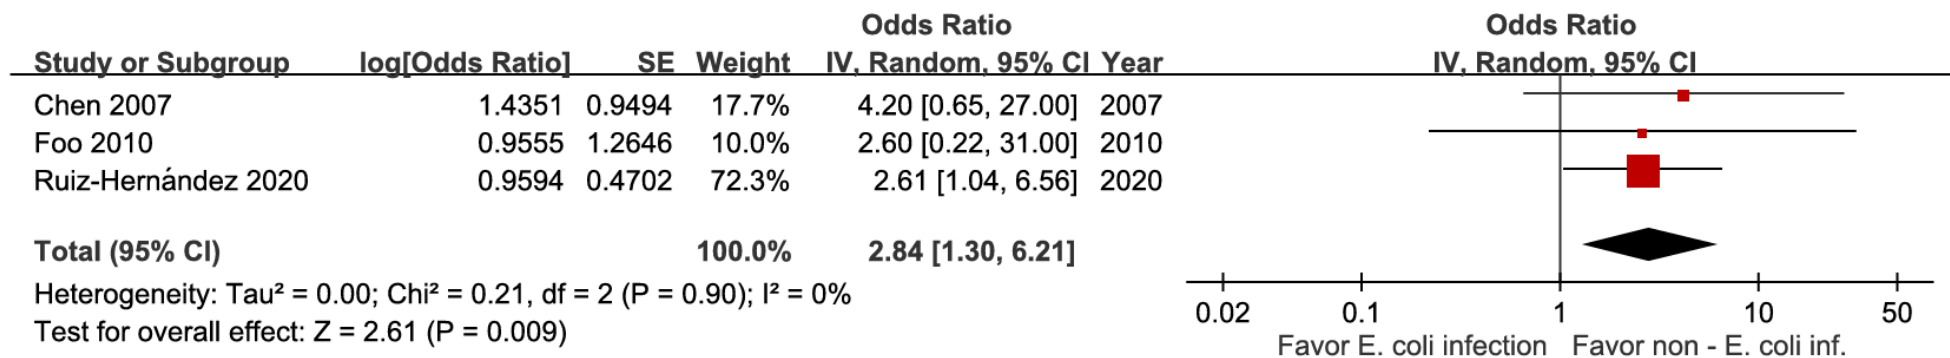 Odds Ratio Odds Ratio
Study or Subgroup log[Odds Ratio] SE Weight IV, Random, 95% CI Year IV, Random, 95% CI
Chen 2007 1.4351 0.9494 17.7% 4.20 [0.65, 27.00] 2007
Foo 2010 0.9555 1.2646 10.0% 2.60 [0.22, 31.00] 2010
Ruiz-Hernández 2020 0.9594 0.4702 72.3% 2.61 [1.04, 6.56] 2020
Total (95% CI) 100.0% 2.84 [1.30, 6.21]
Heterogeneity: Tau² = 0.00; Chi² = 0.21, df = 2 (P = 0.90); I² = 0%
Test for overall effect: Z = 2.61 (P = 0.009)
0.02 0.1 1 10 50
Favor E. coli infection Favor non - E. coli inf.